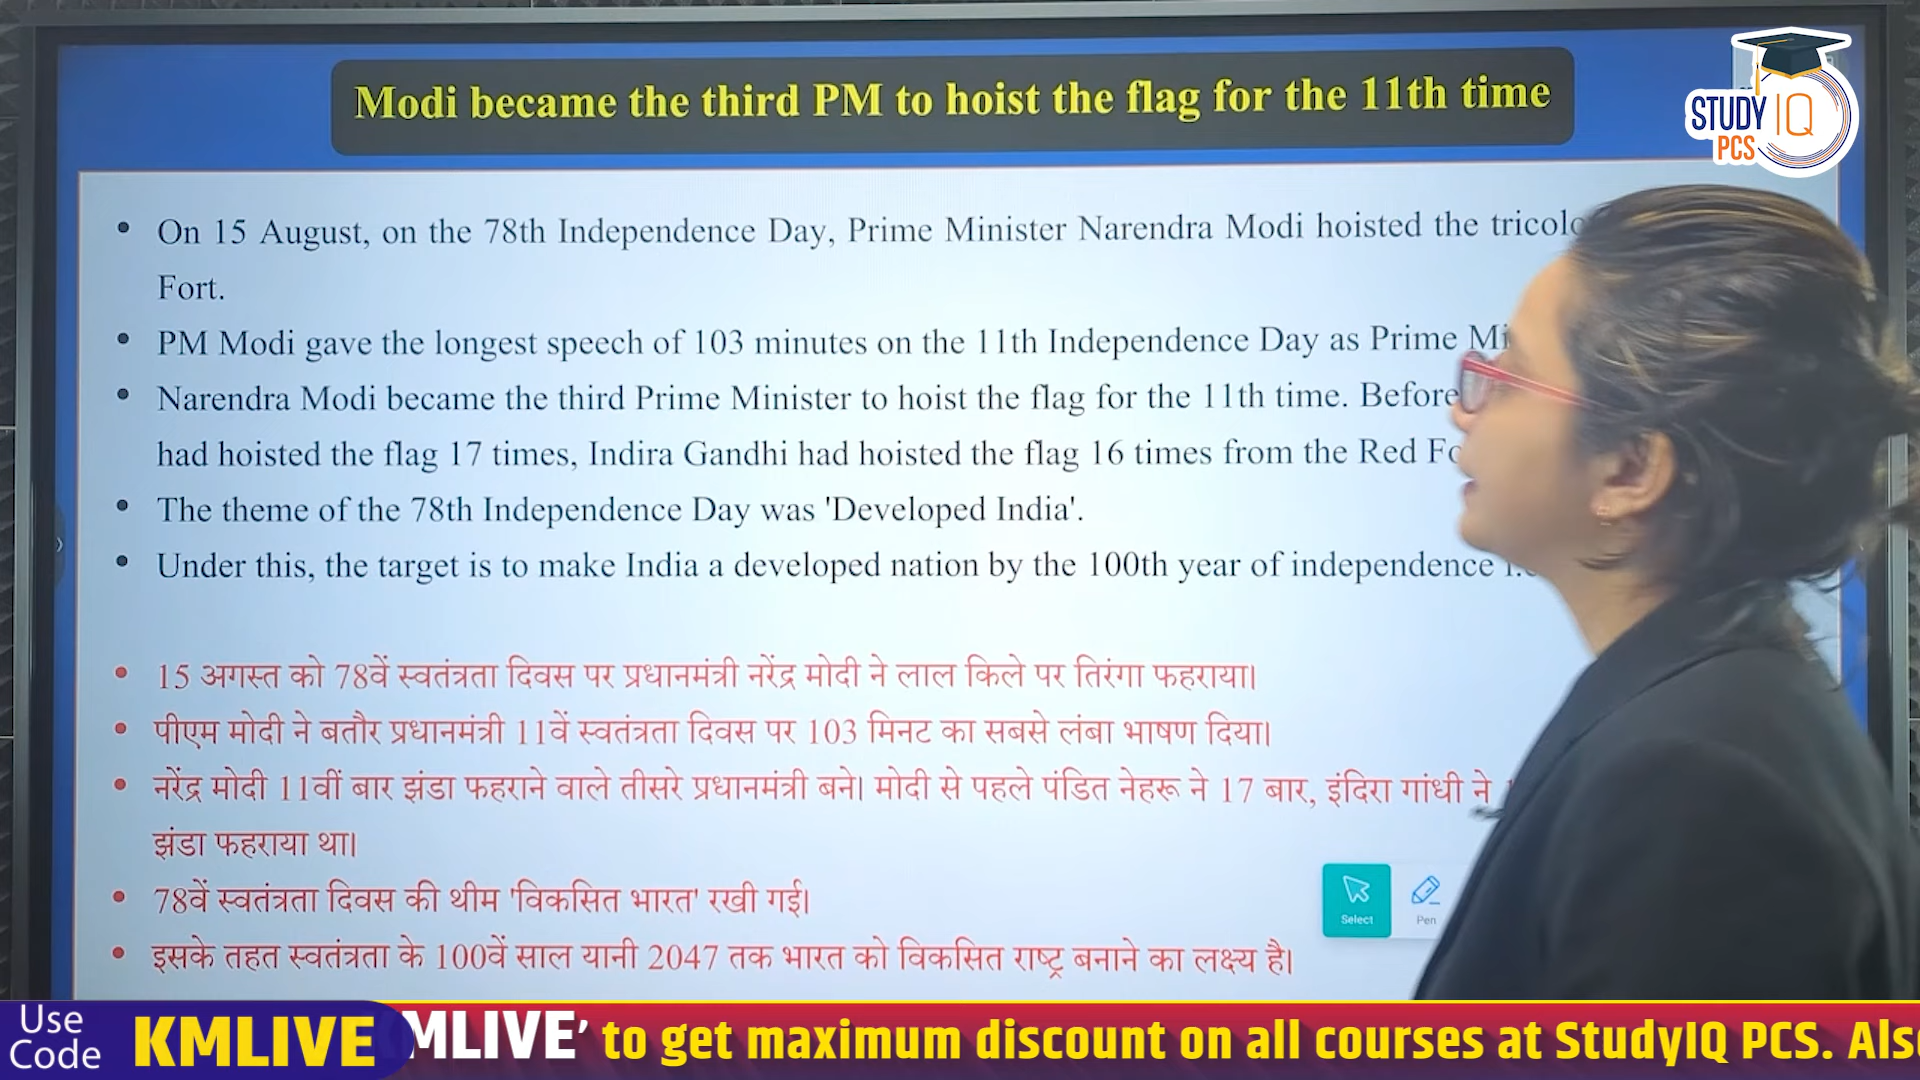 Modi became the third PM to hoist the flag for the 11th time
STUDY IQ
PCS
• On 15 August, on the 78th Independence Day, Prime Minister Narendra Modi hoisted the
Fort.
• PM Modi gave the longest speech of 103 minutes on the 11th Independence Day as Prime
• Narendra Modi became the third Prime Minister to hoist the flag for the 11th time. Before
had hoisted the flag 17 times, Indira Gandhi had hoisted the flag 16 times from the Red
• The theme of the 78th Independence Day was 'Developed India'.
• Under this, the target is to make India a developed nation by the 100th year of independence
• 15 अगस्त को 78वें स्वतंत्रता दिवस पर प्रधानमंत्री नरेंद्र मोदी ने लाल किले पर तिरंगा फहराया।
• पीएम मोदी ने बतौर प्रधानमंत्री 11वें स्वतंत्रता दिवस पर 103 मिनट का सबसे लंबा भाषण दिया।
• नरेंद्र मोदी 11वीं बार झंडा फहराने वाले तीसरे प्रधानमंत्री बने। मोदी से पहले पंडित नेहरू ने 17 बार, इंदिरा गांधी ने
झंडा फहराया था।
• 78वें स्वतंत्रता दिवस की थीम 'विकसित भारत' रखी गई।
• इसके तहत स्वतंत्रता के 100वें साल यानी 2047 तक भारत को विकसित राष्ट्र बनाने का लक्ष्य है।
Select
Pen
Use
Code
KMLIVE
MLIVE’ to get maximum discount on all courses at StudyIQ PCS. Also